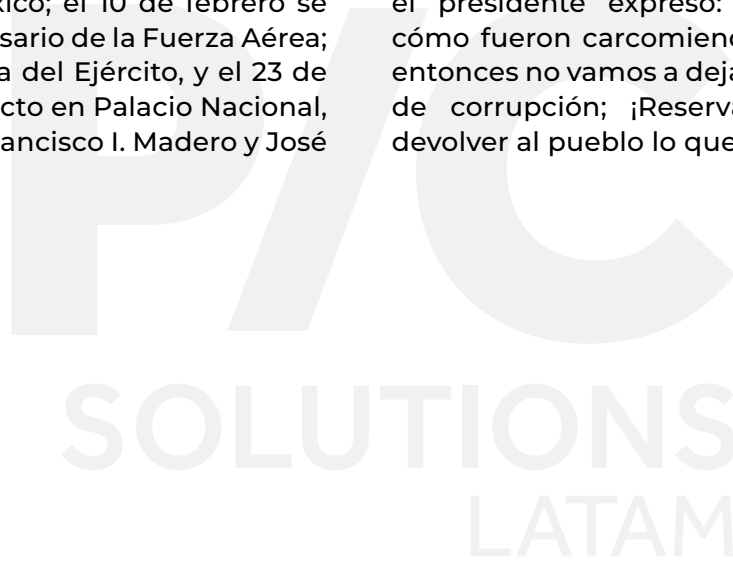 xico; el 10 de febrero se
sario de la Fuerza Aérea;
a del Ejército, y el 23 de
cto en Palacio Nacional,
ancisco I. Madero y José
el presidente expresó:
cómo fueron carcomiend
entonces no vamos a deja
de corrupción; ¡Reserva
devolver al pueblo lo que
P/C
SOLUTIONS
LATAM